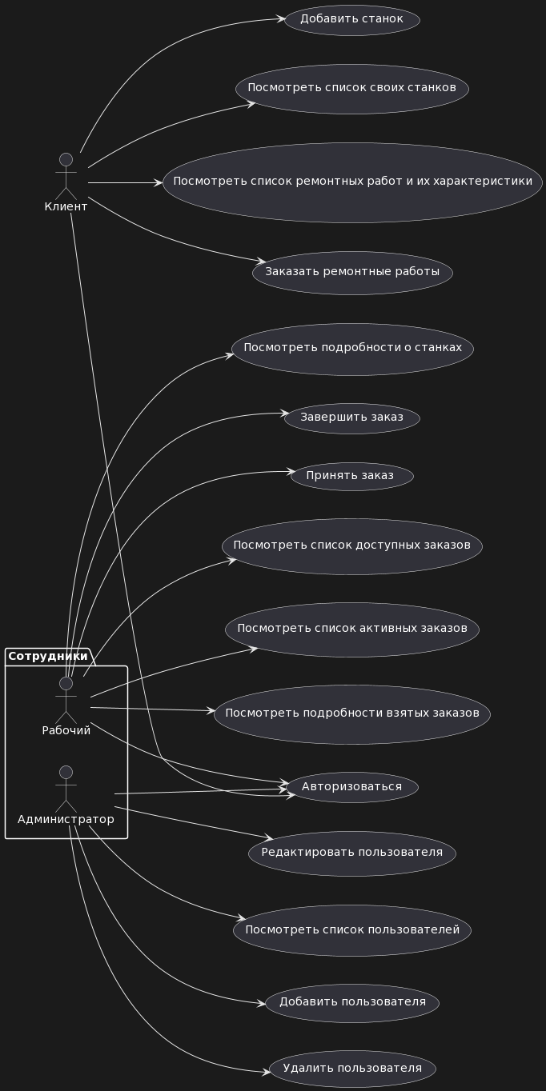 Добавить станок
Посмотреть список своих станков
Посмотреть список ремонтных работ и их характеристики
Клиент
Заказать ремонтные работы
Посмотреть подробности о станках
Завершить заказ
Принять заказ
Посмотреть список доступных заказов
Посмотреть список активных заказов
Сотрудники
Посмотреть подробности взятых заказов
Рабочий
Авторизоваться
Администратор
Редактировать пользователя
Посмотреть список пользователей
Добавить пользователя
Удалить пользователя